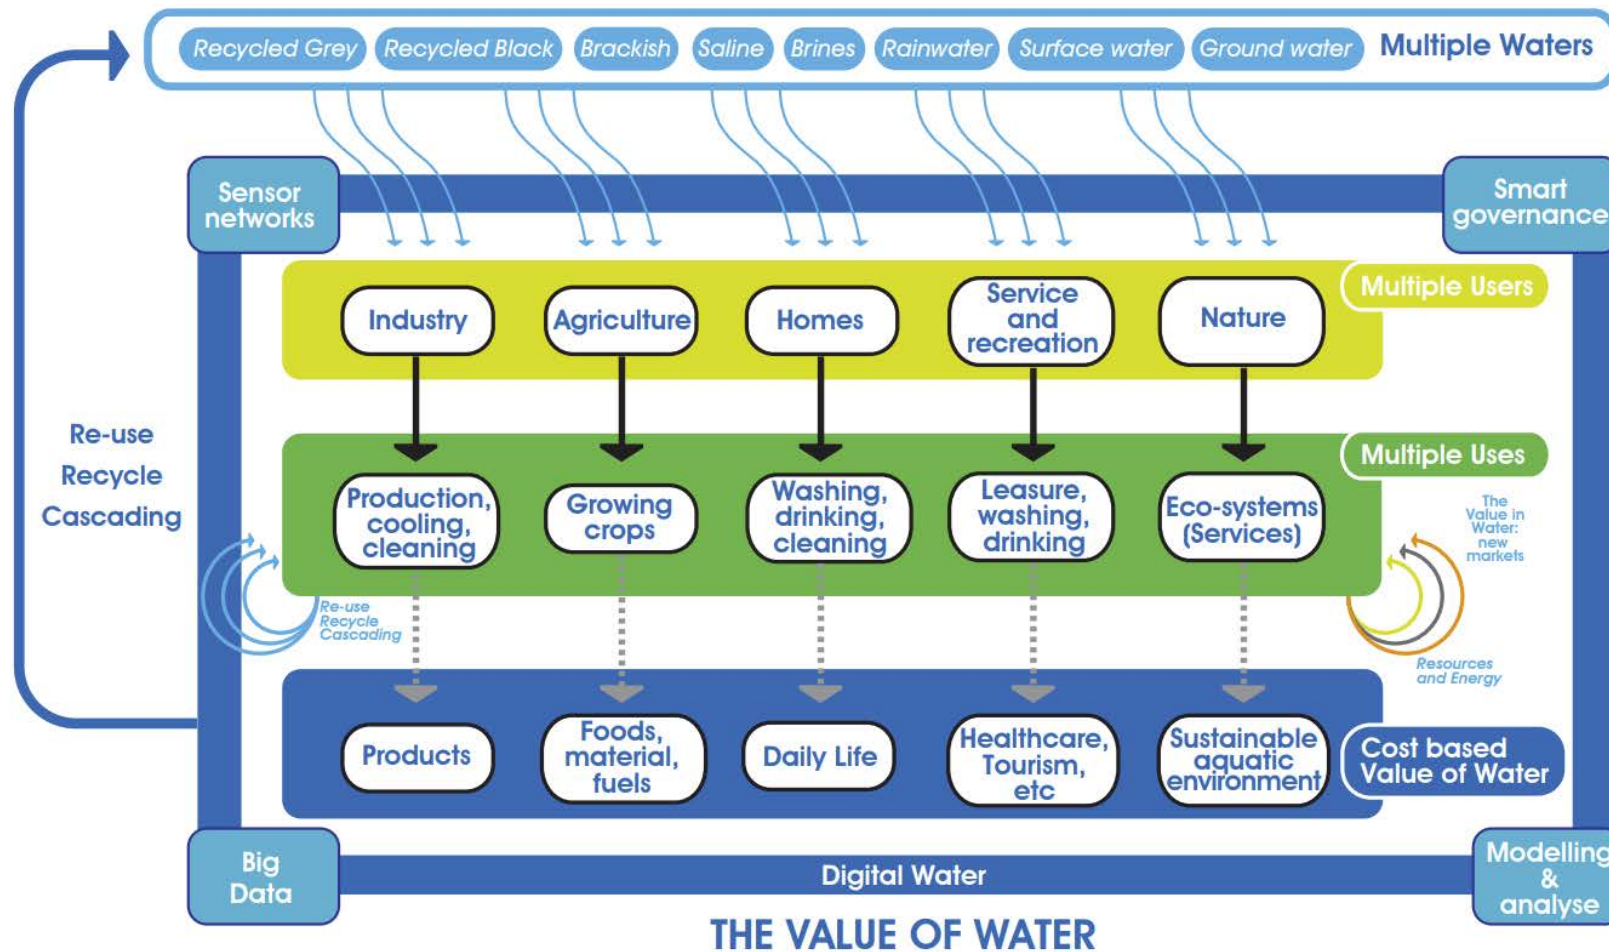 Recycled Grey
Recycled Black
Brackish
Saline
Brines
Rainwater
Surface water
Ground water
Multiple Waters
Sensor
networks
Smart
governance
Multiple Users
Industry
Agriculture
Homes
Service
and
recreation
Nature
Re-use
Recycle
Cascading
Multiple Uses
Production,
cooling,
cleaning
Growing
crops
Washing,
drinking,
cleaning
Leasure,
washing,
drinking
Eco-systems
(Services)
The
Value in
Water:
new
markets
Re-use
Recycle
Cascading
Resources
and Energy
Products
Foods,
material,
fuels
Daily Life
Healthcare,
Tourism,
etc
Sustainable
aquatic
environment
Cost based
Value of Water
Big
Data
Digital Water
Modelling
&
analyse
THE VALUE OF WATER